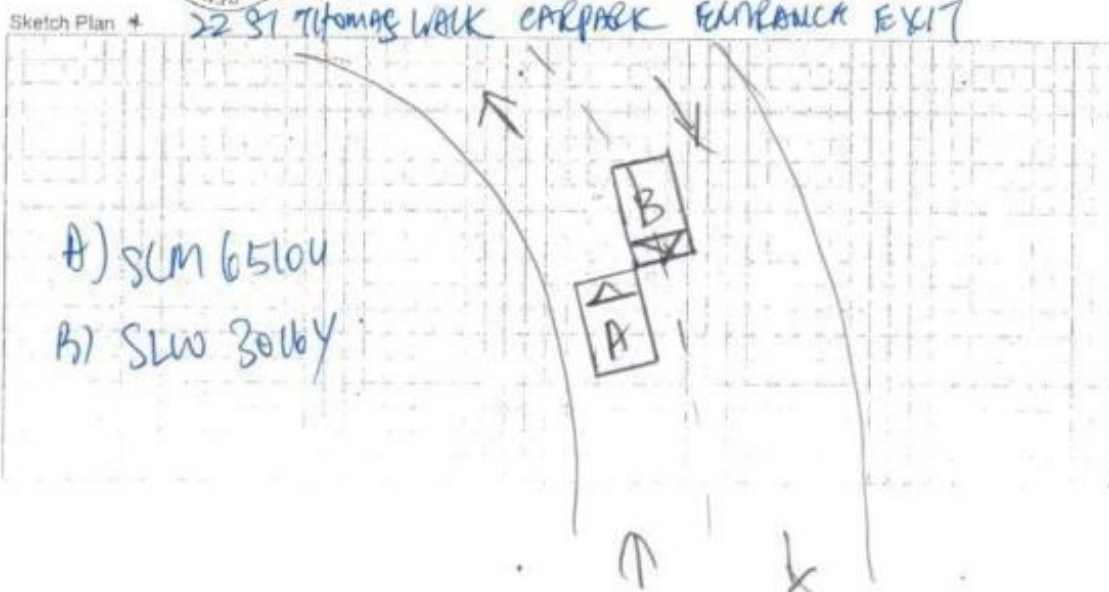 Sketch Plan
22 ST THOMAS WALK CARPARK ENTRANCE EXIT
B
A) SLM 6510U
A
B) SLW 3016Y